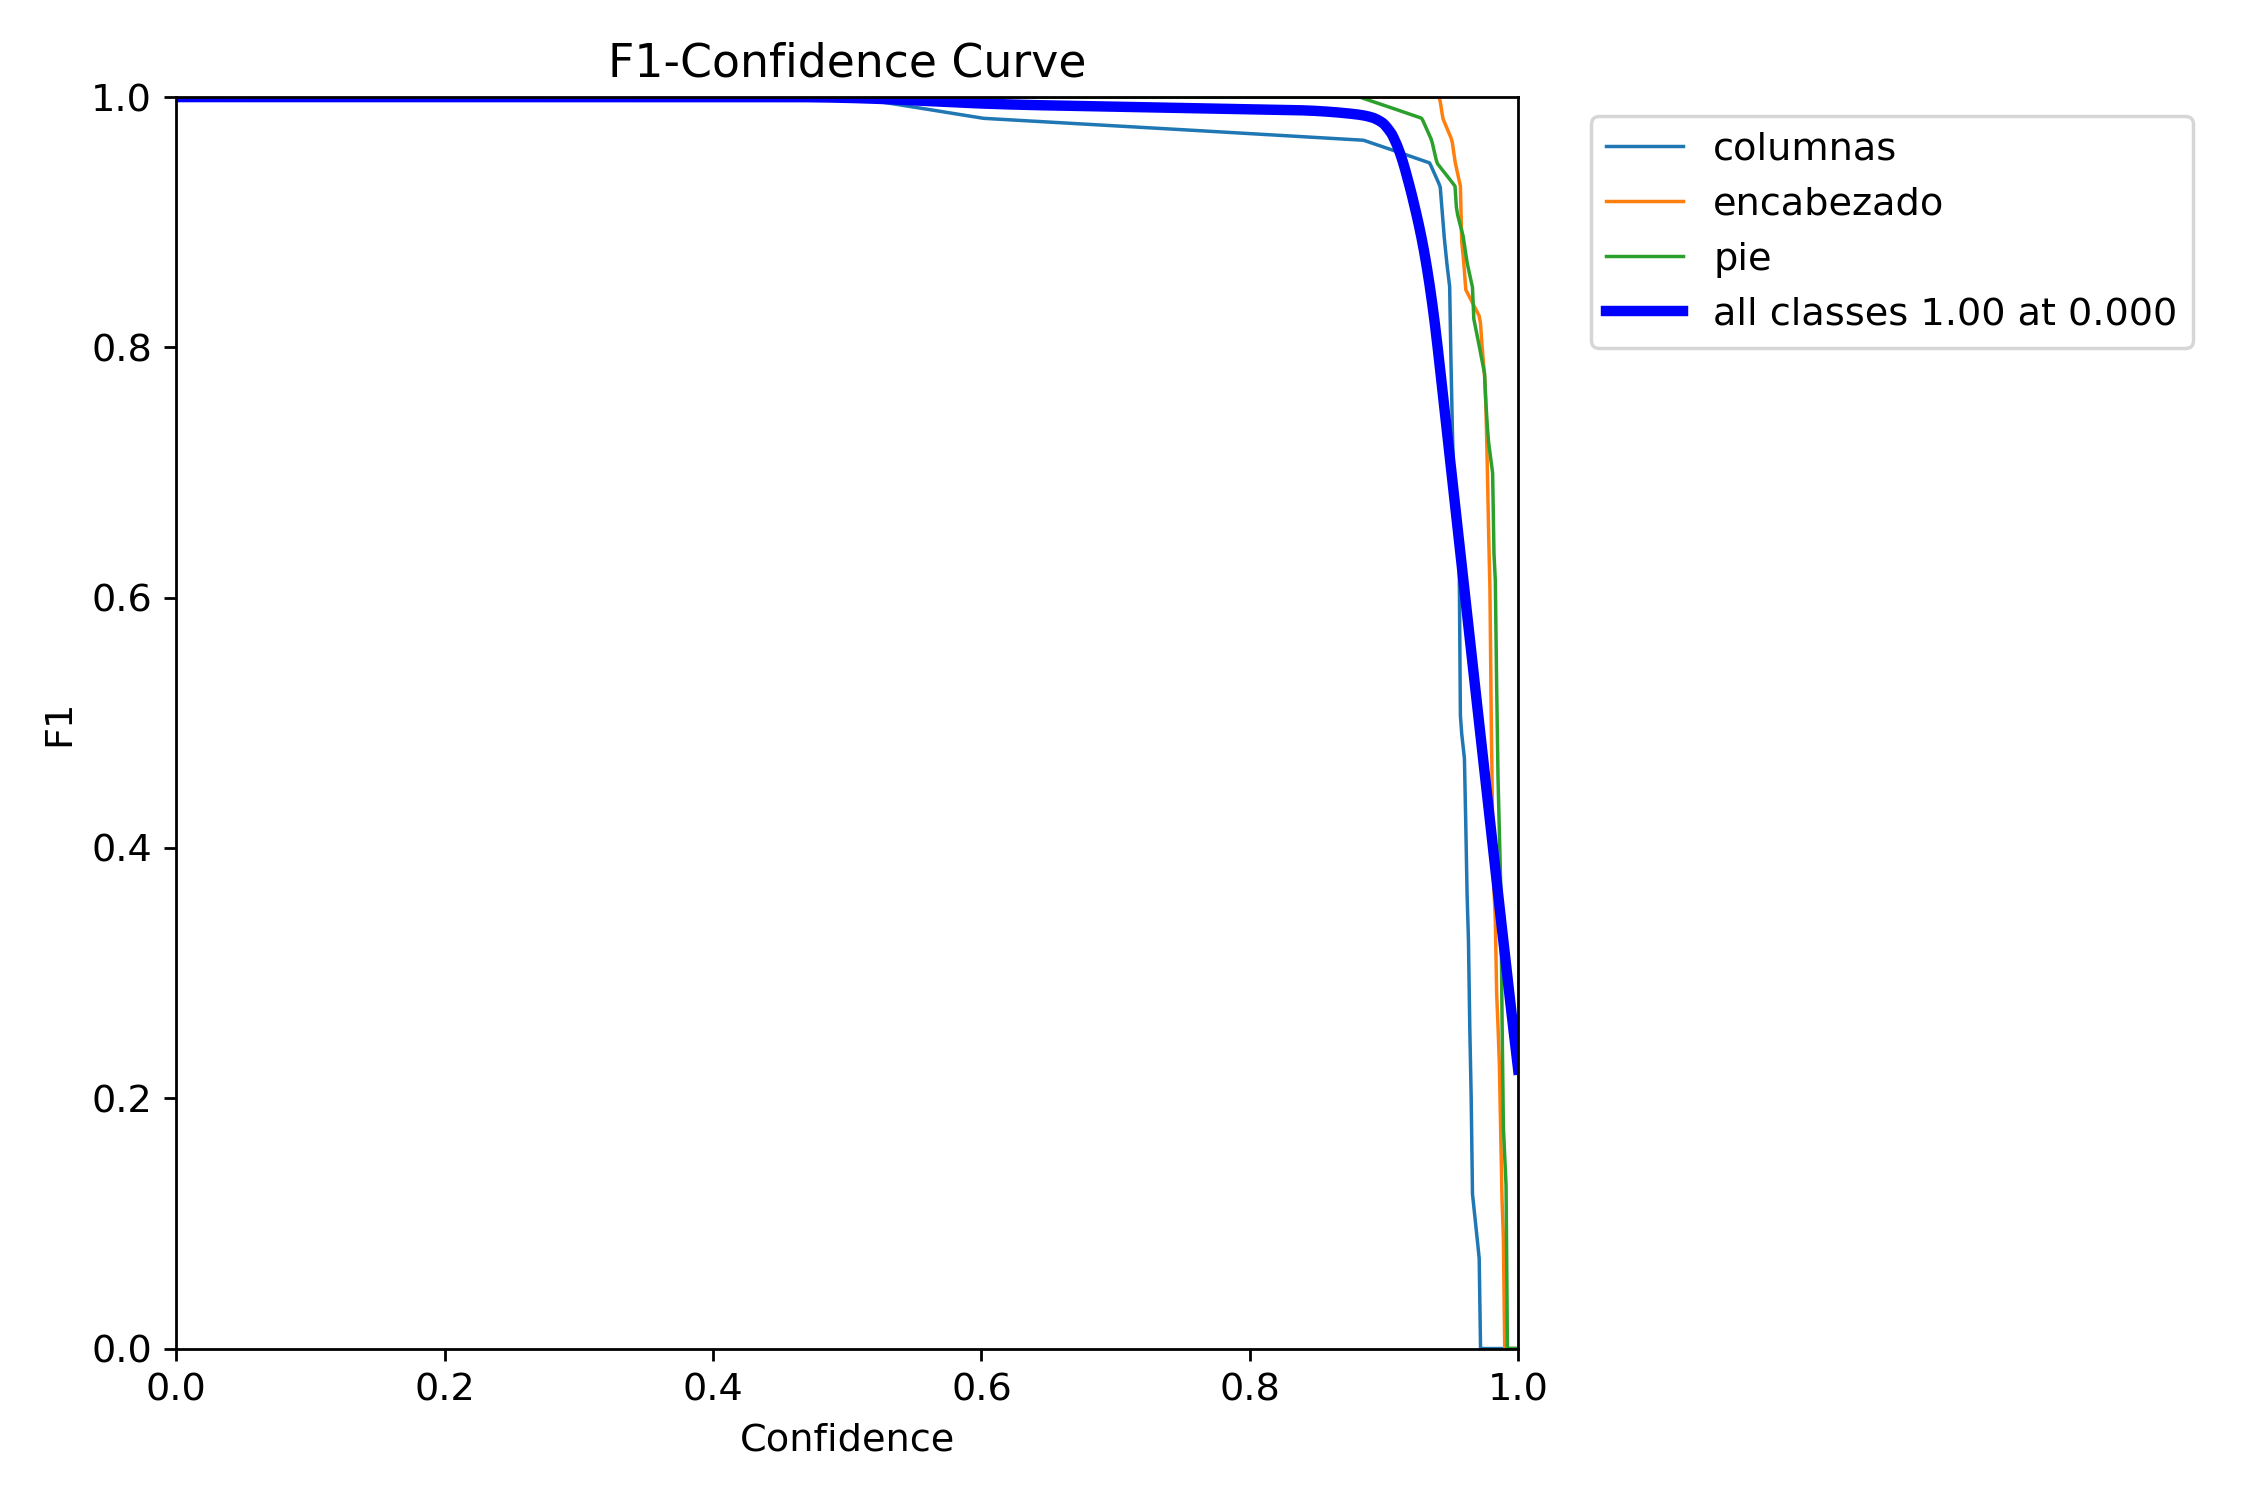 F1-Confidence Curve
1.0
0.8
0.6
0.4
0.2
0.0
F1
0.0 0.2 0.4 0.6 0.8 1.0
Confidence
columnas
encabezado
pie
all classes 1.00 at 0.000